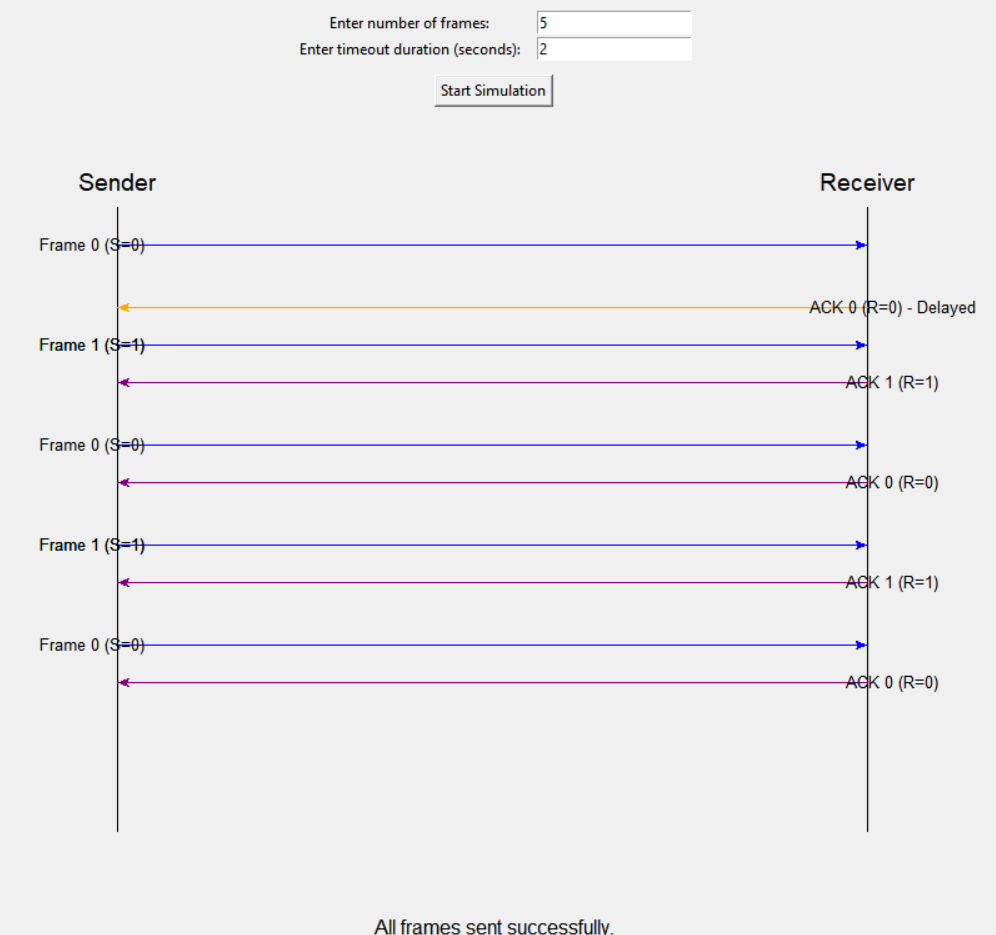 Enter number of frames: 5
Enter timeout duration (seconds): 2
Start Simulation
Sender Receiver
Frame 0 (S=0)
ACK 0 (R=0) - Delayed
Frame 1 (S=1)
ACK 1 (R=1)
Frame 0 (S=0)
ACK 0 (R=0)
Frame 1 (S=1)
ACK 1 (R=1)
Frame 0 (S=0)
ACK 0 (R=0)
All frames sent successfully.